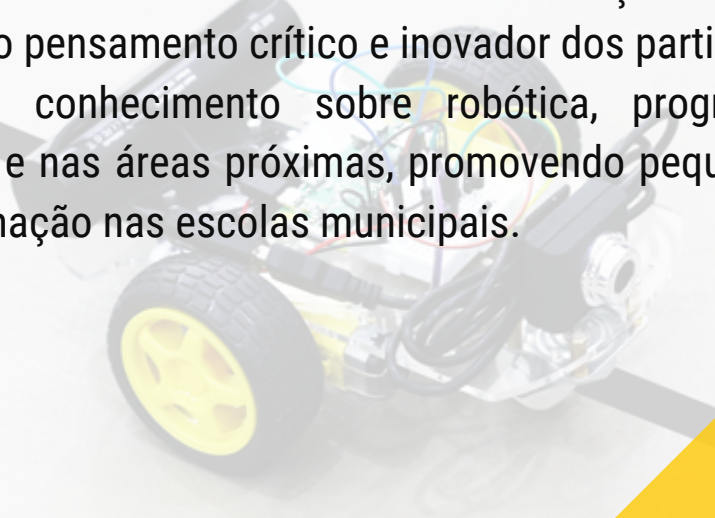 o pensamento crítico e inovador dos parti
conhecimento sobre robótica, progr
e nas áreas próximas, promovendo pequ
nação nas escolas municipais.